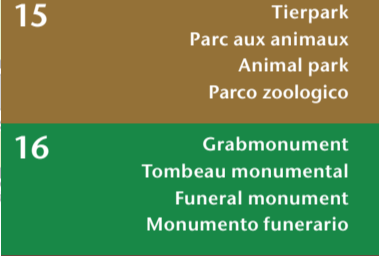 15
Tierpark
Parc aux animaux
Animal park
Parco zoologico
16
Grabmonument
Tombeau monumental
Funeral monument
Monumento funerario